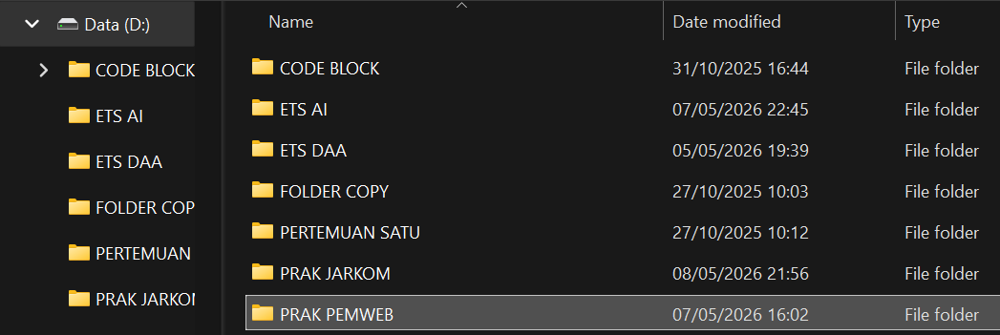 Data (D:)
CODE BLOCK
ETS AI
ETS DAA
FOLDER COP
PERTEMUAN
PRAK JARKO
Name Date modified Type
CODE BLOCK 31/10/2025 16:44 File folder
ETS AI 07/05/2026 22:45 File folder
ETS DAA 05/05/2026 19:39 File folder
FOLDER COPY 27/10/2025 10:03 File folder
PERTEMUAN SATU 27/10/2025 10:12 File folder
PRAK JARKOM 08/05/2026 21:56 File folder
PRAK PEMWEB 07/05/2026 16:02 File folder